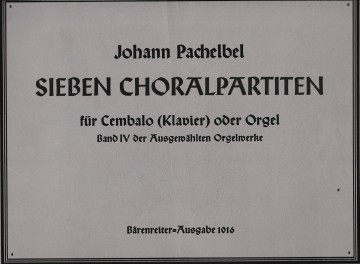 Johann Pachelbel
SIEBEN CHORALPARTITEN
für Cembalo (Klavier) oder Orgel
Band IV der Ausgewählten Orgelwerke
Bärenreiter=Ausgabe 1016